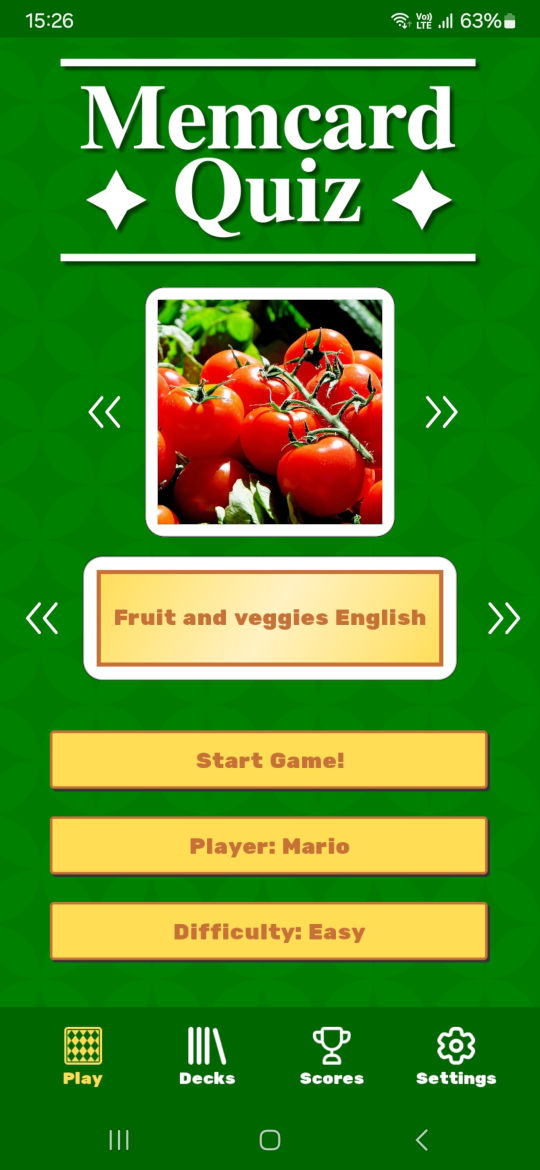 15:26
Vo))
LTE
63%
Memcard
Quiz
Fruit and veggies English
Start Game!
Player: Mario
Difficulty: Easy
Play
Decks
Scores
Settings